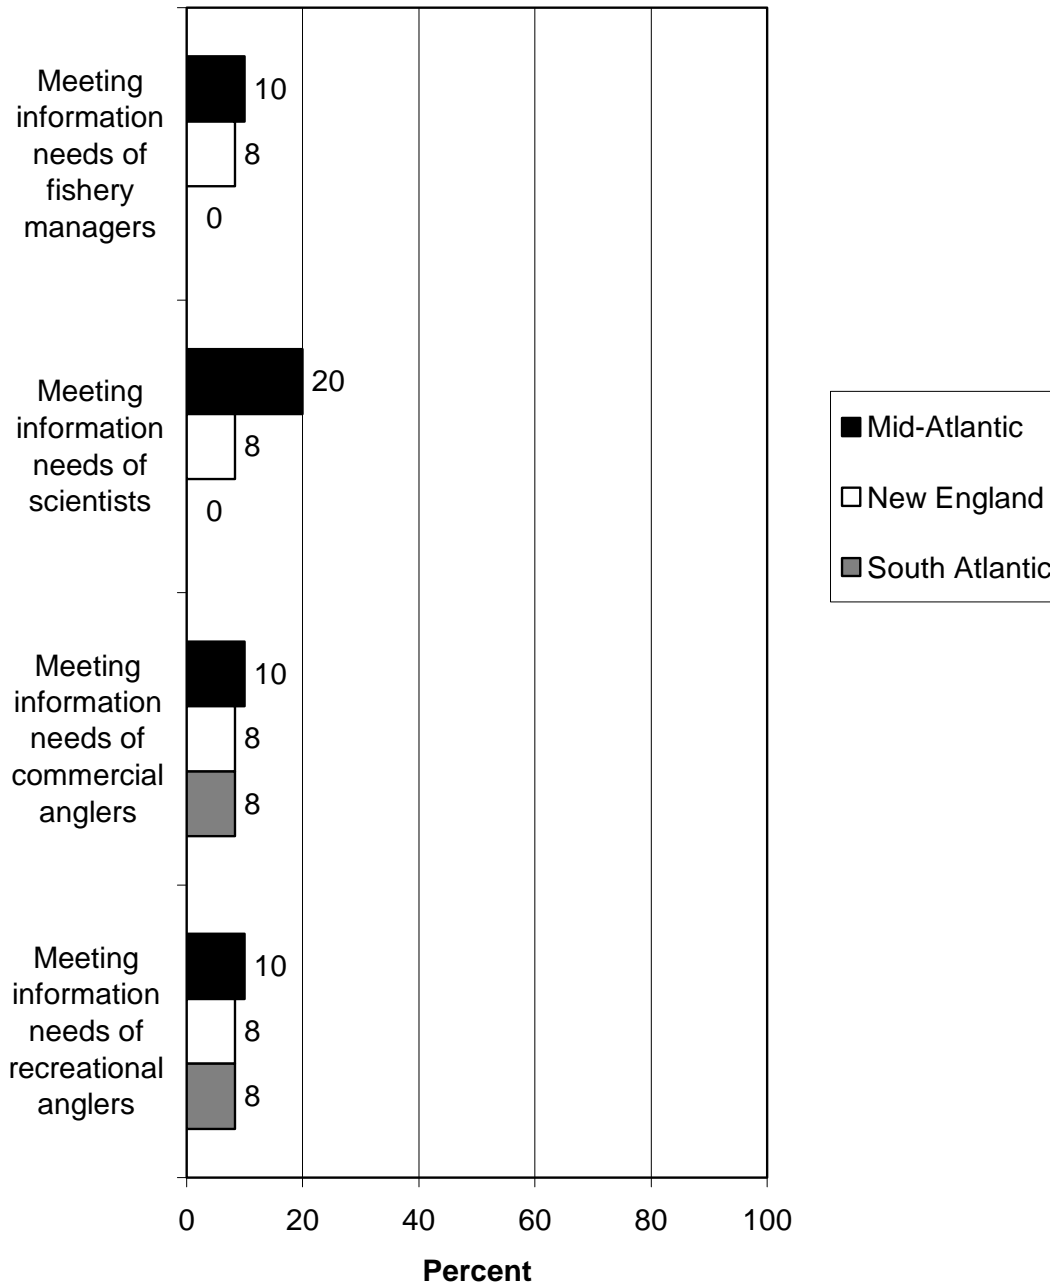 Meeting
information
needs of
fishery
managers
10
8
0
Meeting
information
needs of
scientists
20
8
0
Meeting
information
needs of
commercial
anglers
10
8
8
Meeting
information
needs of
recreational
anglers
10
8
8
0 20 40 60 80 100
Percent
Mid-Atlantic
New England
South Atlantic